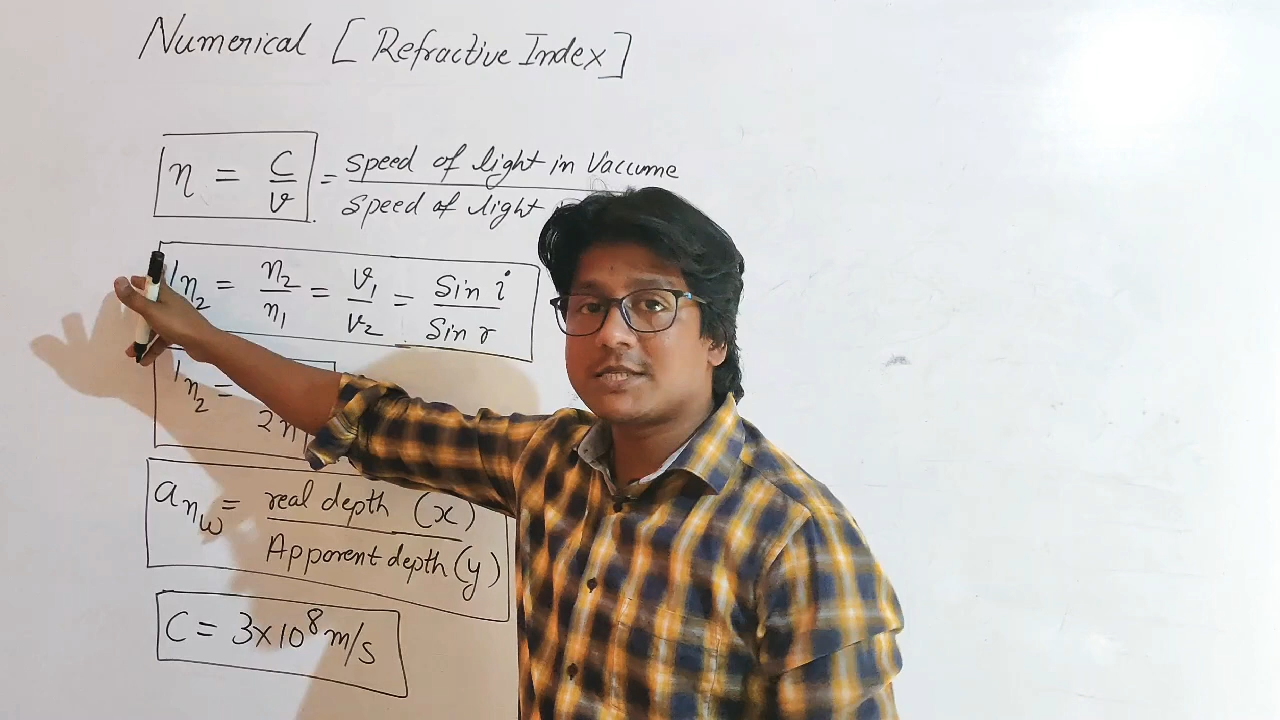 Numerical [Refractive Index]
η = C/v = Speed of light in Vaccume / Speed of light
1η2 = η2/η1 = v1/v2 = Sin i/Sin r
1η2 =
aηw = real depth (x) / Apparent depth (y)
C = 3×10⁸ m/s